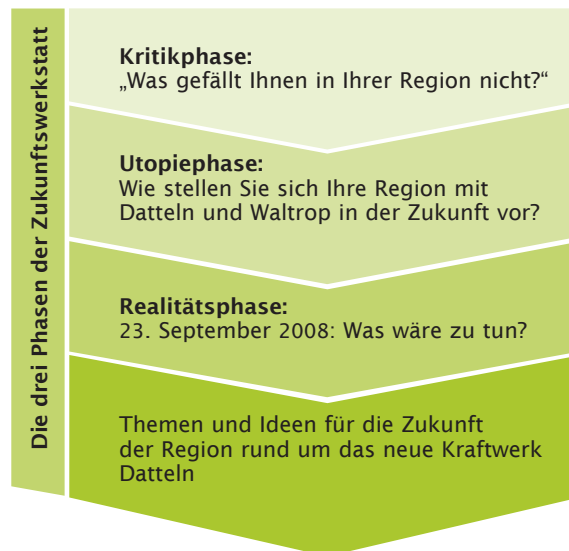 Die drei Phasen der Zukunftswerkstatt
Kritikphase:
„Was gefällt Ihnen in Ihrer Region nicht?“
Utopiephase:
Wie stellen Sie sich Ihre Region mit
Datteln und Waltrop in der Zukunft vor?
Realitätsphase:
23. September 2008: Was wäre zu tun?
Themen und Ideen für die Zukunft
der Region rund um das neue Kraftwerk
Datteln